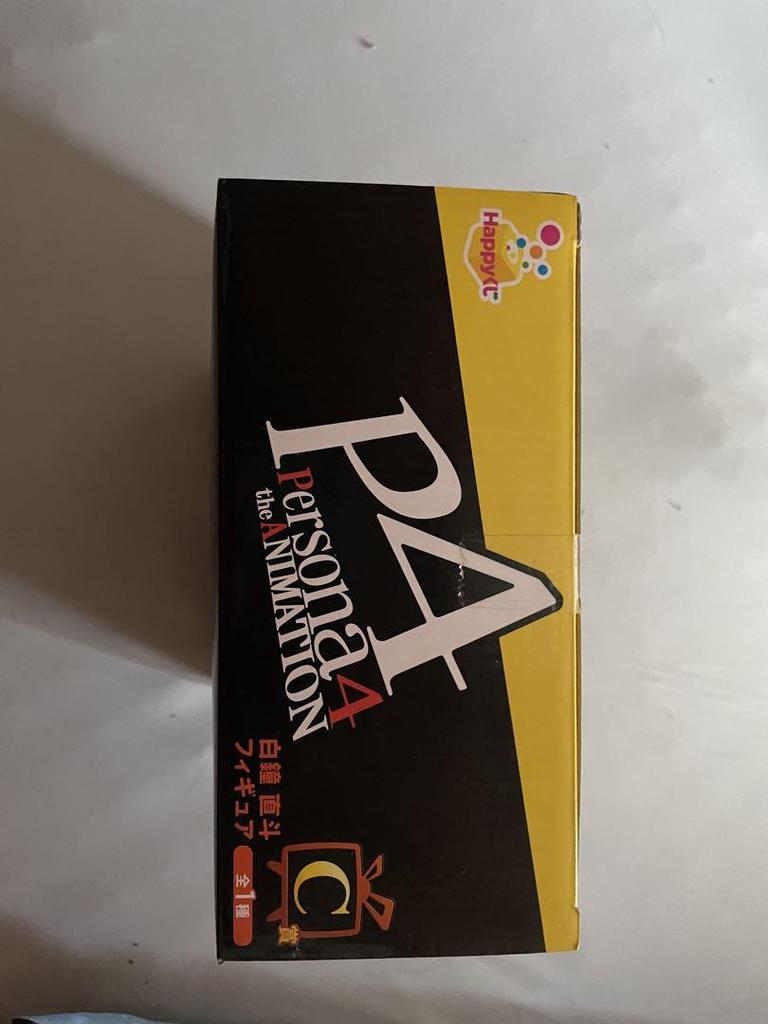 Happyくじ
P4
Persona4
the ANIMATION
白鐘 直斗
フィギュア
全1種
C
賞